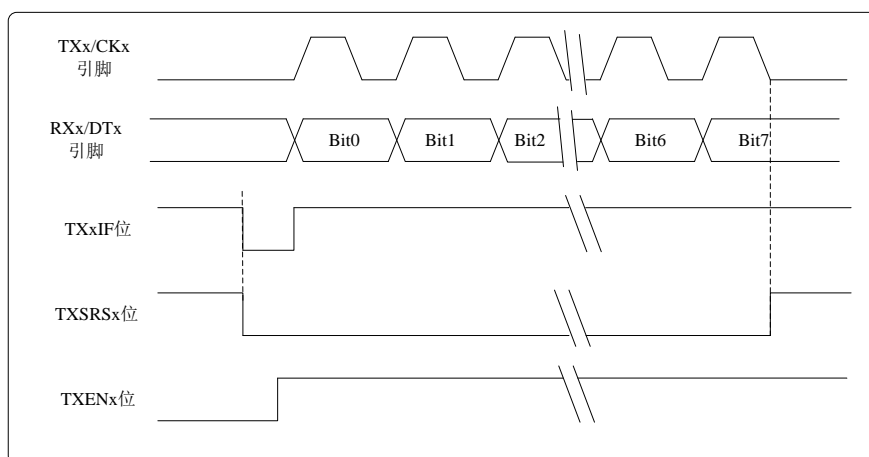 TXx/CKx
引脚
RXx/DTx
引脚
Bit0 Bit1 Bit2 Bit6 Bit7
TXxIF位
TXSRSx位
TXENx位